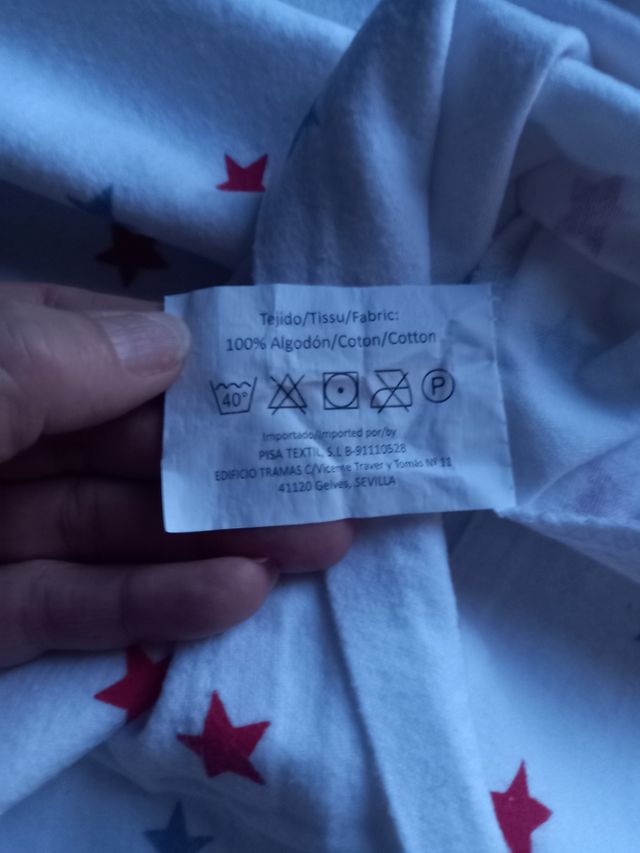 Tejido/Tissu/Fabric:
100% Algodón/Coton/Cotton
40° P
Importado/Imported por/by
PISA TEXTIL, S.L B-91110528
EDIFICIO TRAMAS C/Vicente Traver y Tomás Nº 11
41120 Gelves, SEVILLA